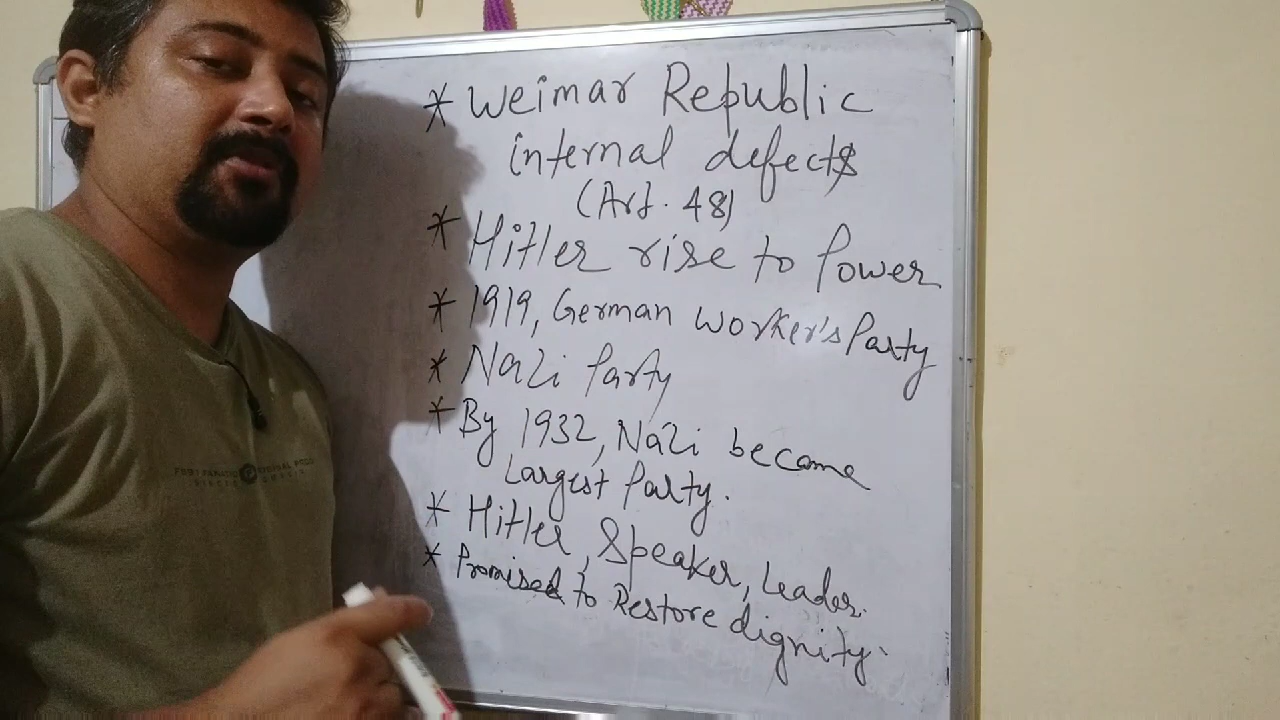 * Weimar Republic
internal defects
(Art. 48)
* Hitler rise to Power
* 1919, German Worker's Party
* Nazi Party
* By 1932, Nazi became
Largest Party.
* Hitler, Speaker, Leader.
* Promised to Restore dignity.